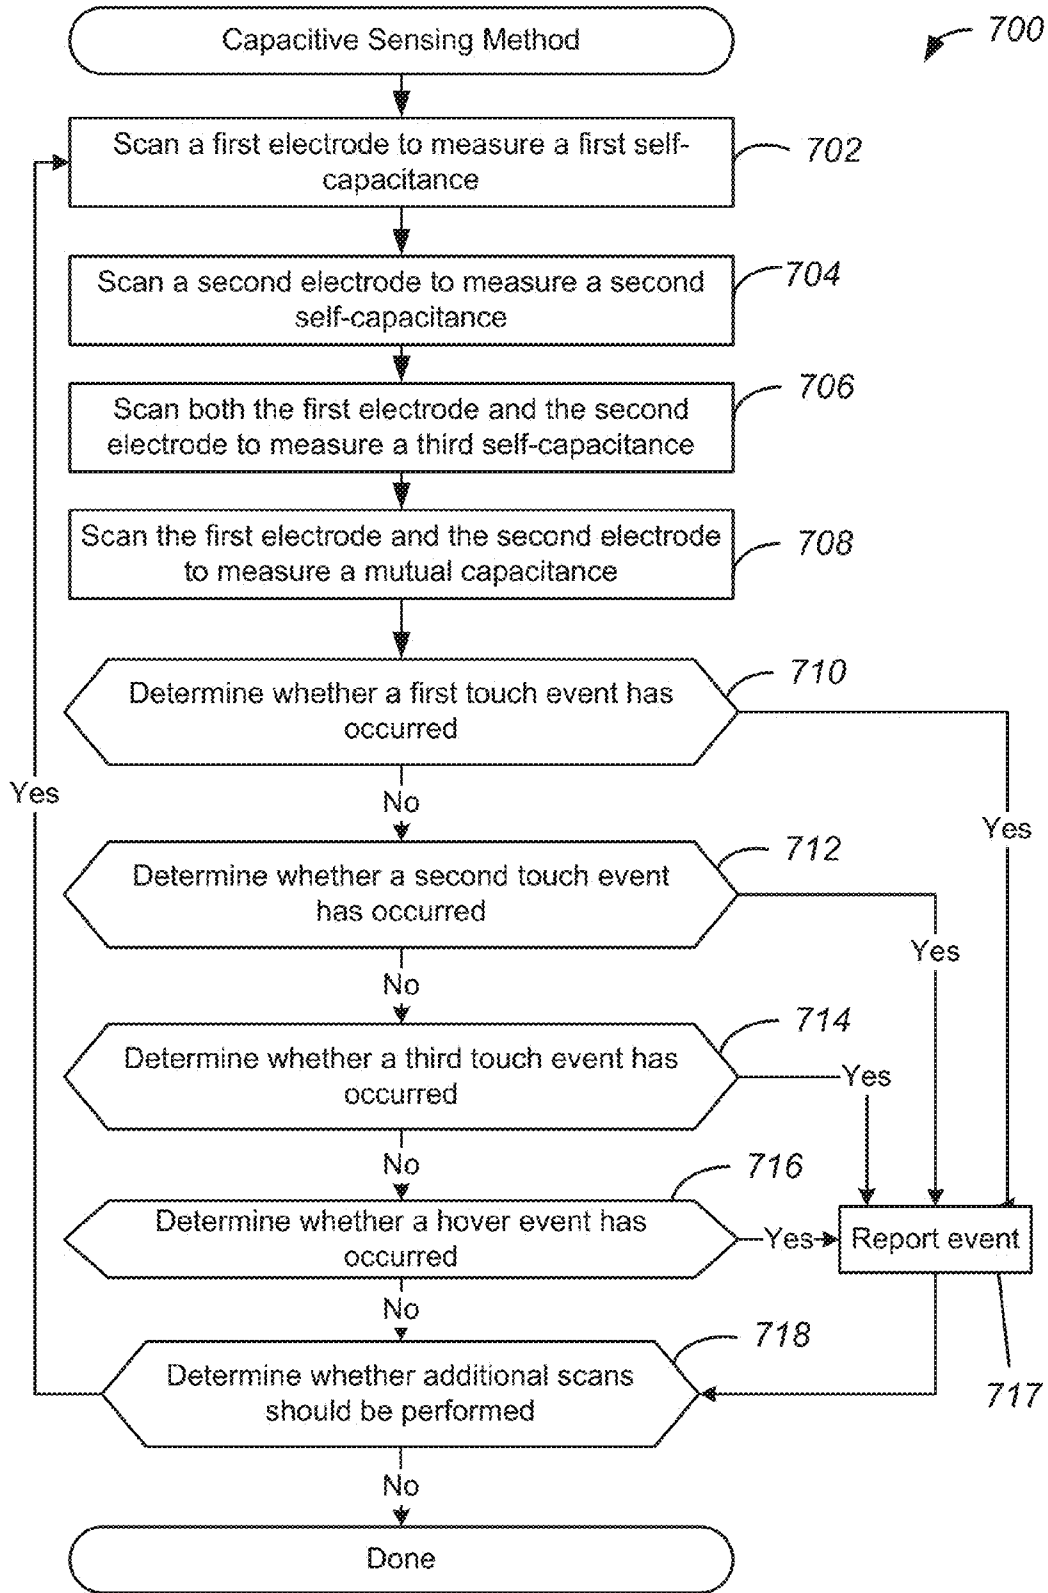 Capacitive Sensing Method
700
Scan a first electrode to measure a first self-
capacitance
702
Scan a second electrode to measure a second
self-capacitance
704
Scan both the first electrode and the second
electrode to measure a third self-capacitance
706
Scan the first electrode and the second electrode
to measure a mutual capacitance
708
Determine whether a first touch event has
occurred
710
Yes
No
Yes
Determine whether a second touch event
has occurred
712
Yes
No
Determine whether a third touch event has
occurred
714
Yes
No
Determine whether a hover event has
occurred
716
Yes
Report event
717
No
Determine whether additional scans
should be performed
718
No
Done